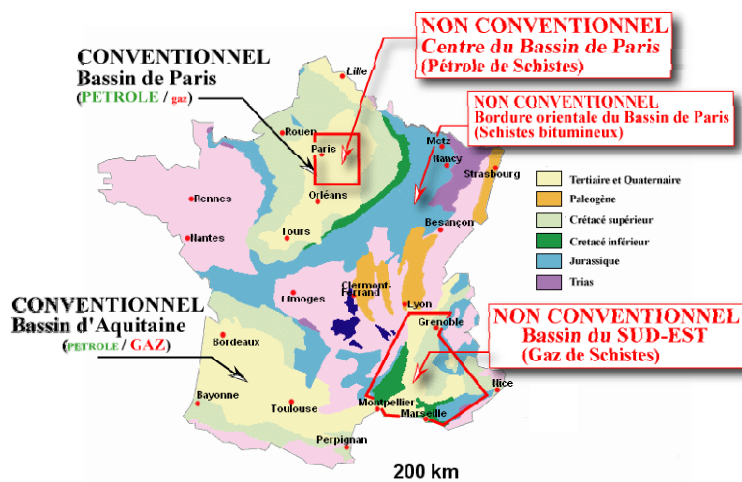 NON CONVENTIONNEL
Centre du Bassin de Paris
(Pétrole de Schistes)
CONVENTIONNEL
Bassin de Paris
(PETROLE / gaz)
NON CONVENTIONNEL
Bordure orientale du Bassin de Paris
(Schistes bitumineux)
Lille
Rouen
Paris
Metz
Nancy
Strasbourg
Orléans
Rennes
Nantes
Tours
Besançon
Tertiaire et Quaternaire
Paleogène
Crétacé supérieur
Cretacé inférieur
Jurassique
Trias
CONVENTIONNEL
Bassin d'Aquitaine
(PETROLE / GAZ)
Limoges
Clermont-
Ferrand
Lyon
Grenoble
NON CONVENTIONNEL
Bassin du SUD-EST
(Gaz de Schistes)
Bordeaux
Bayonne
Toulouse
Montpellier
Marseille
Nice
Perpignan
200 km